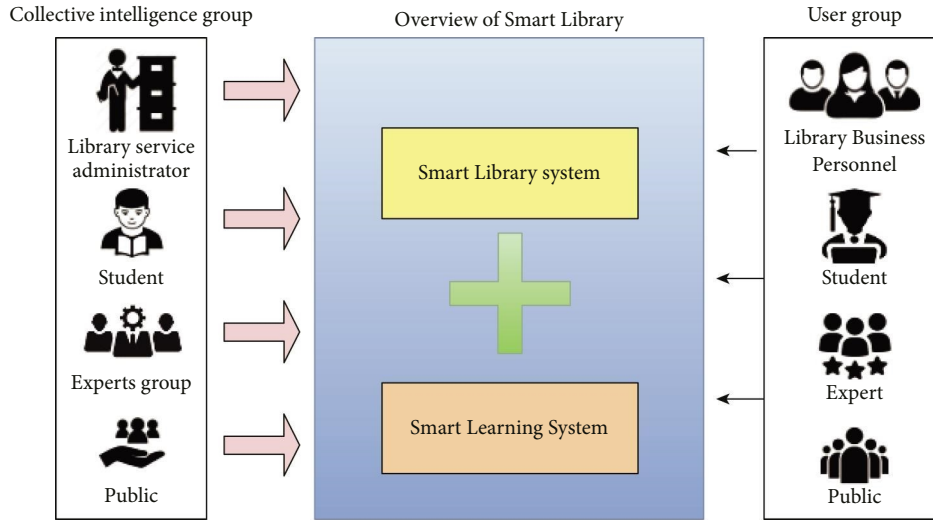 Collective intelligence group
Library service
administrator
Student
Experts group
Public
Overview of Smart Library
Smart Library system
Smart Learning System
User group
Library Business
Personnel
Student
Expert
Public